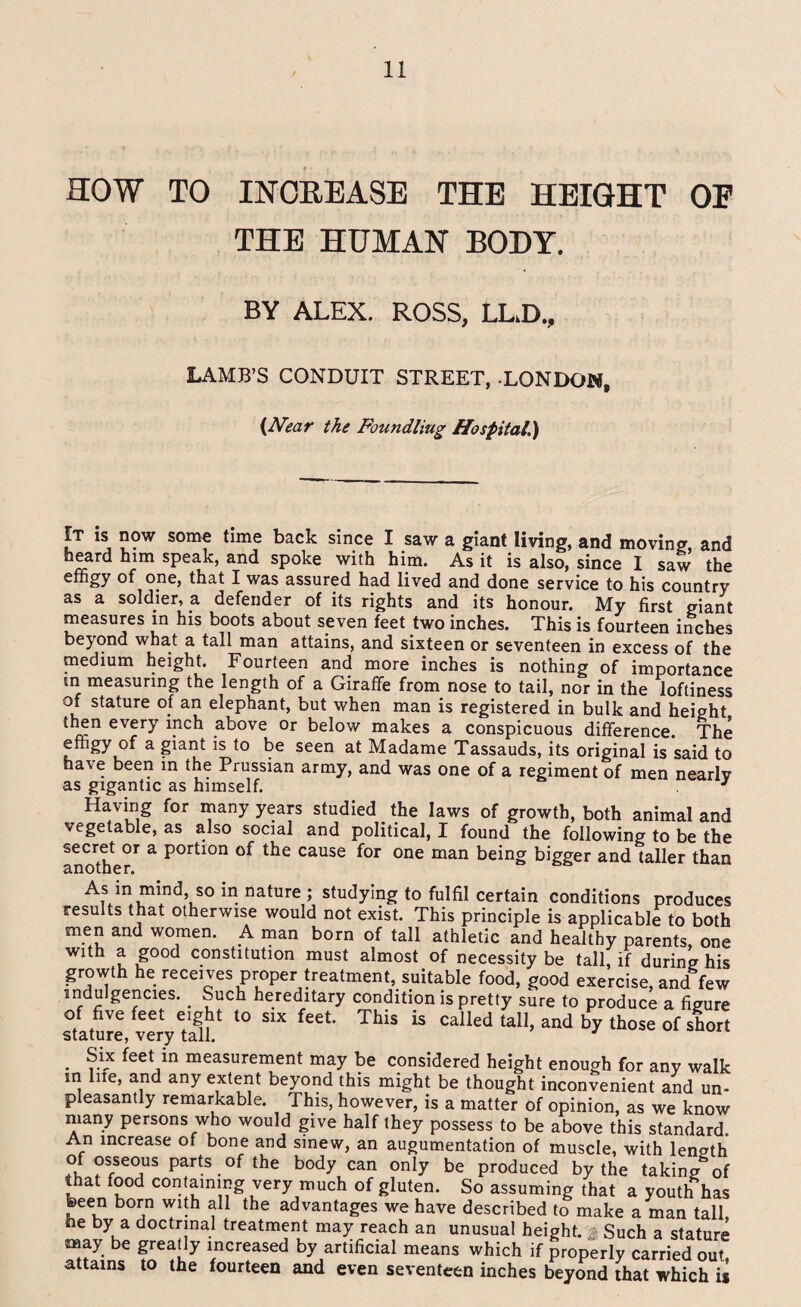 11
HOW TO INCREASE THE HEIGHT OF
THE HUMAN BODY.
BY ALEX. ROSS, LL.D.,
LAMB'S CONDUIT STREET, LONDON,
(Near the Foundliug Hospital.)
It is now some time back since I saw a giant living, and moving, and
heard him speak, and spoke with him. As it is also, since I saw the
effigy of one, that I was assured had lived and done service to his country
as a soldier, a defender of its rights and its honour. My first giant
measures in his boots about seven feet two inches. This is fourteen inches
beyond what a tall man attains, and sixteen or seventeen in excess of the
medium height. Fourteen and more inches is nothing of importance
in measuring the length of a Giraffe from nose to tail, nor in the loftiness
of stature of an elephant, but when man is registered in bulk and height,
then every inch above or below makes a conspicuous difference. The
effigy of a giant is to be seen at Madame Tassauds, its original is said to
have been in the Prussian army, and was one of a regiment of men nearly
as gigantic as himself.
Having for many years studied the laws of growth, both animal and
vegetable, as also social and political, I found the following to be the
secret or a portion of the cause for one man being bigger and taller than
another.
As in mind, so in nature ; studying to fulfil certain conditions produces
results that otherwise would not exist. This principle is applicable to both
men and women. A man born of tall athletic and healthy parents, one
with a good constitution must almost of necessity be tall, if during his
growth he receives proper treatment, suitable food, good exercise, and few
indulgencies. Such hereditary condition is pretty sure to produce a figure
of five feet eight to six feet. This is called tall, and by those of short
stature, very tall.
Six feet in measurement may be considered height enough for any walk
in life, and any extent beyond this might be thought inconvenient and un-
pleasantly remarkable. This, however, is a matter of opinion, as we know
many persons who would give half they possess to be above this standard.
An increase of bone and sinew, an augumentation of muscle, with length
of osseous parts of the body can only be produced by the taking of
that food containing very much of gluten. So assuming that a youth has
been born with all the advantages we have described to make a man tall,
he by a doctrinal treatment may reach an unusual height. Such a stature
may be greatly increased by artificial means which if properly carried out,
attains to the fourteen and even seventeen inches beyond that which is